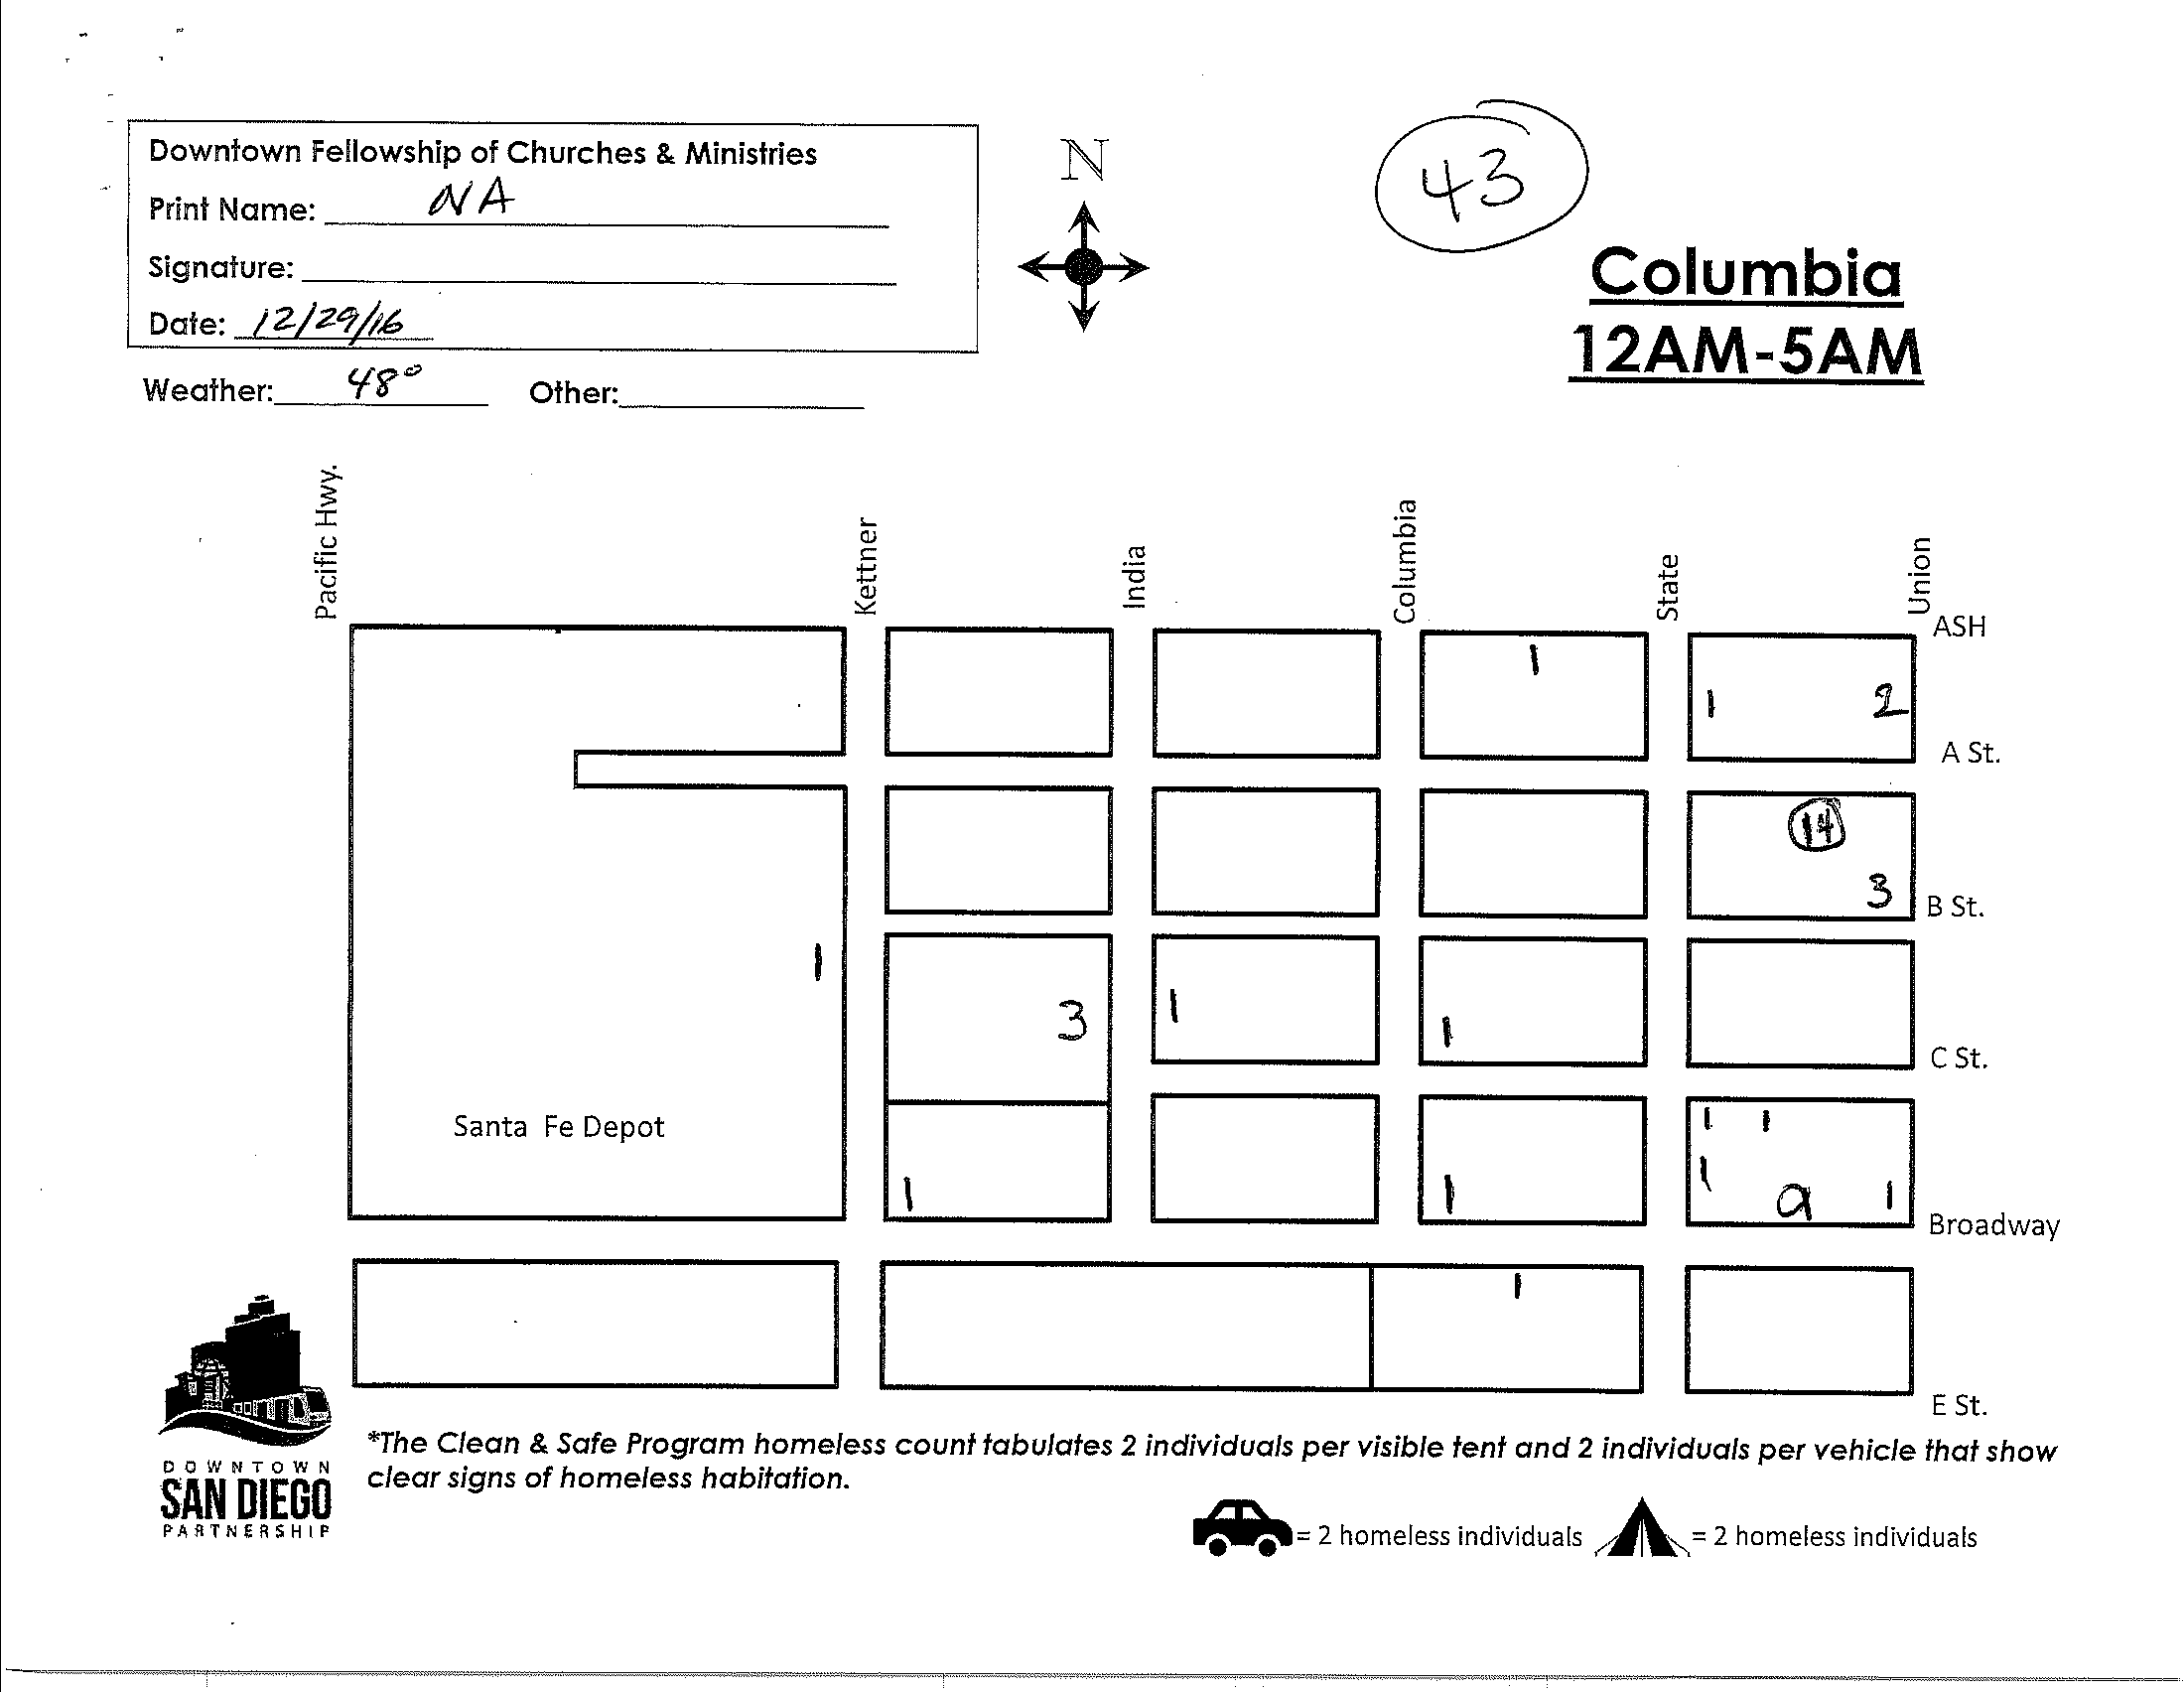 Downtown Fellowship of Churches & Ministries
Print Name: NA
Signature:
Date: 12/29/16
Weather: 48°
Other:
N
43
Columbia
12AM-5AM
Pacific Hwy.
Kettner
India
Columbia
State
Union
ASH
1
1 2
A St.
14
3
B St.
1
3
1
1
C St.
Santa Fe Depot
1 1
1
1
1 9 1
Broadway
1
E St.
*The Clean & Safe Program homeless count tabulates 2 individuals per visible tent and 2 individuals per vehicle that show
clear signs of homeless habitation.
DOWNTOWN
SAN DIEGO
PARTNERSHIP
= 2 homeless individuals
= 2 homeless individuals